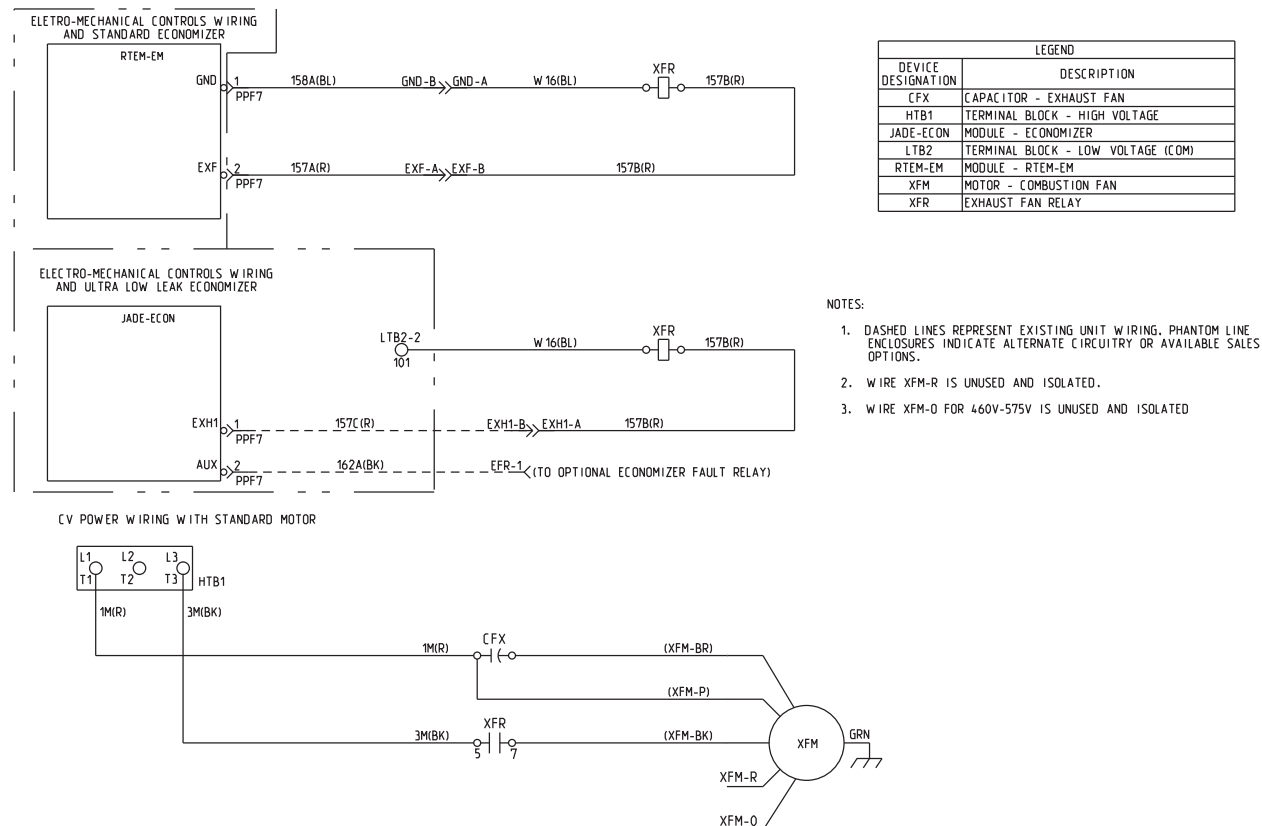 ELETRO-MECHANICAL CONTROLS WIRING
AND STANDARD ECONOMIZER
RTEM-EM
GND 1 158A(BL) GND-B GND-A W16(BL) XFR 157B(R)
PPF7
EXF 2 157A(R) EXF-A EXF-B 157B(R)
PPF7
LEGEND
DEVICE DESIGNATION DESCRIPTION
CFX CAPACITOR - EXHAUST FAN
HTB1 TERMINAL BLOCK - HIGH VOLTAGE
JADE-ECON MODULE - ECONOMIZER
LTB2 TERMINAL BLOCK - LOW VOLTAGE (COM)
RTEM-EM MODULE - RTEM-EM
XFM MOTOR - COMBUSTION FAN
XFR EXHAUST FAN RELAY
ELECTRO-MECHANICAL CONTROLS WIRING
AND ULTRA LOW LEAK ECONOMIZER
JADE-ECON
LTB2-2 W16(BL) XFR 157B(R)
101
EXH1 1 157C(R) EXH1-B EXH1-A 157B(R)
PPF7
AUX 2 162A(BK) EFR-1 (TO OPTIONAL ECONOMIZER FAULT RELAY)
PPF7
NOTES:
1. DASHED LINES REPRESENT EXISTING UNIT WIRING. PHANTOM LINE
ENCLOSURES INDICATE ALTERNATE CIRCUITRY OR AVAILABLE SALES
OPTIONS.
2. WIRE XFM-R IS UNUSED AND ISOLATED.
3. WIRE XFM-O FOR 460V-575V IS UNUSED AND ISOLATED
CV POWER WIRING WITH STANDARD MOTOR
L1 L2 L3
T1 T2 T3 HTB1
1M(R) 3M(BK)
1M(R) CFX (XFM-BR)
(XFM-P)
3M(BK) XFR (XFM-BK) XFM GRN
5 7
XFM-R
XFM-O